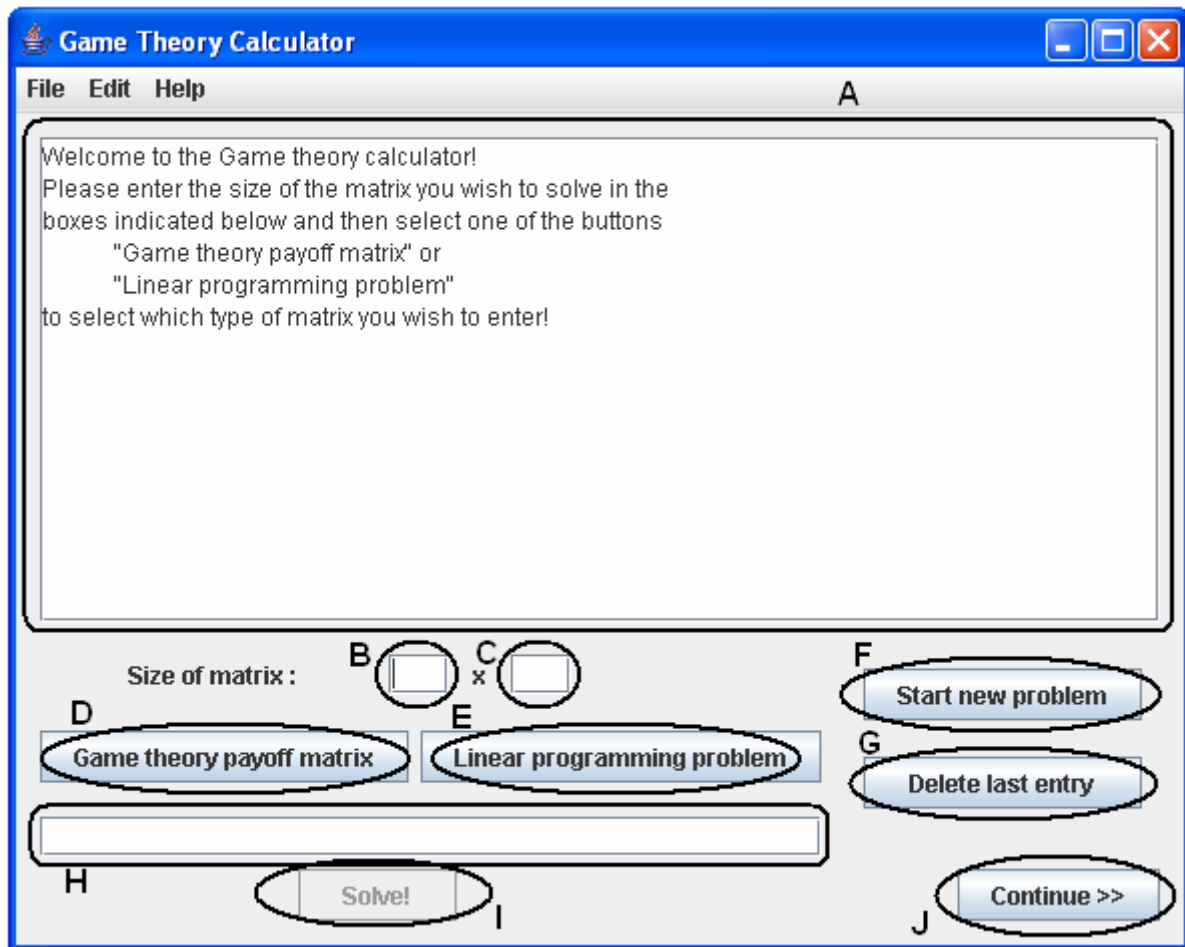 Game Theory Calculator
File Edit Help
A
Welcome to the Game theory calculator!
Please enter the size of the matrix you wish to solve in the
boxes indicated below and then select one of the buttons
"Game theory payoff matrix" or
"Linear programming problem"
to select which type of matrix you wish to enter!
Size of matrix : B x C
F
Start new problem
D E
Game theory payoff matrix Linear programming problem
G
Delete last entry
H
Solve! I
Continue >> J